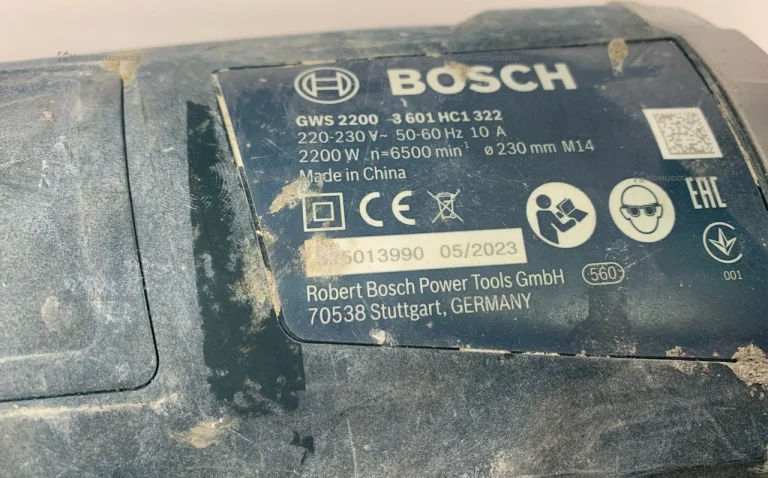 BOSCH
GWS 2200 3 601 HC1 322
220-230 V~ 50-60 Hz 10 A
2200 W n=6500 min⁻¹ ø 230 mm M14
Made in China
CE
EAC
5013990 05/2023
560
001
Robert Bosch Power Tools GmbH
70538 Stuttgart, GERMANY